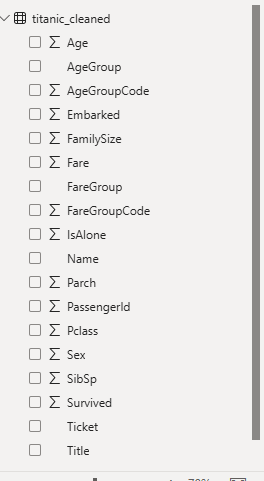 titanic_cleaned
Age
AgeGroup
AgeGroupCode
Embarked
FamilySize
Fare
FareGroup
FareGroupCode
IsAlone
Name
Parch
PassengerId
Pclass
Sex
SibSp
Survived
Ticket
Title